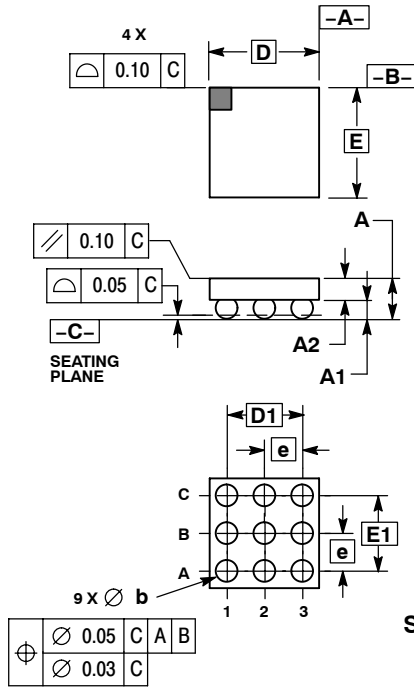 4 X
–A–
D
⌓ 0.10 C
–B–
E
A
// 0.10 C
⌓ 0.05 C
–C–
SEATING
PLANE
A2
A1
D1
e
C
B
A
E1
e
9 X ∅ b
1 2 3
S
⌖ ∅ 0.05 C A B
∅ 0.03 C